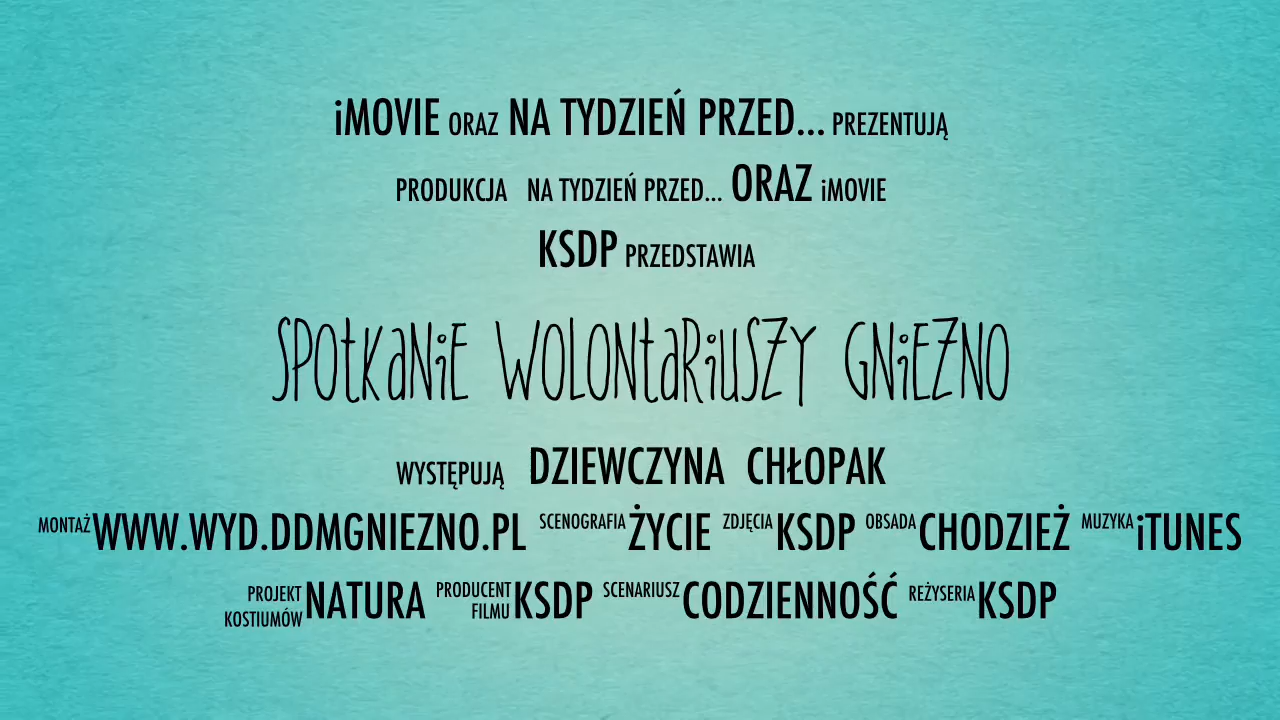 iMOVIE ORAZ NA TYDZIEŃ PRZED... PREZENTUJĄ
PRODUKCJA NA TYDZIEŃ PRZED... ORAZ iMOVIE
KSDP PRZEDSTAWIA
SPOtKaNiE WOLONtaRiuSZY GNiEZNO
WYSTĘPUJĄ DZIEWCZYNA CHŁOPAK
MONTAŻ WWW.WYD.DDMGNIEZNO.PL SCENOGRAFIA ŻYCIE ZDJĘCIA KSDP OBSADA CHODZIEŻ MUZYKA iTUNES
PROJEKT KOSTIUMÓW NATURA PRODUCENT FILMU KSDP SCENARIUSZ CODZIENNOŚĆ REŻYSERIA KSDP